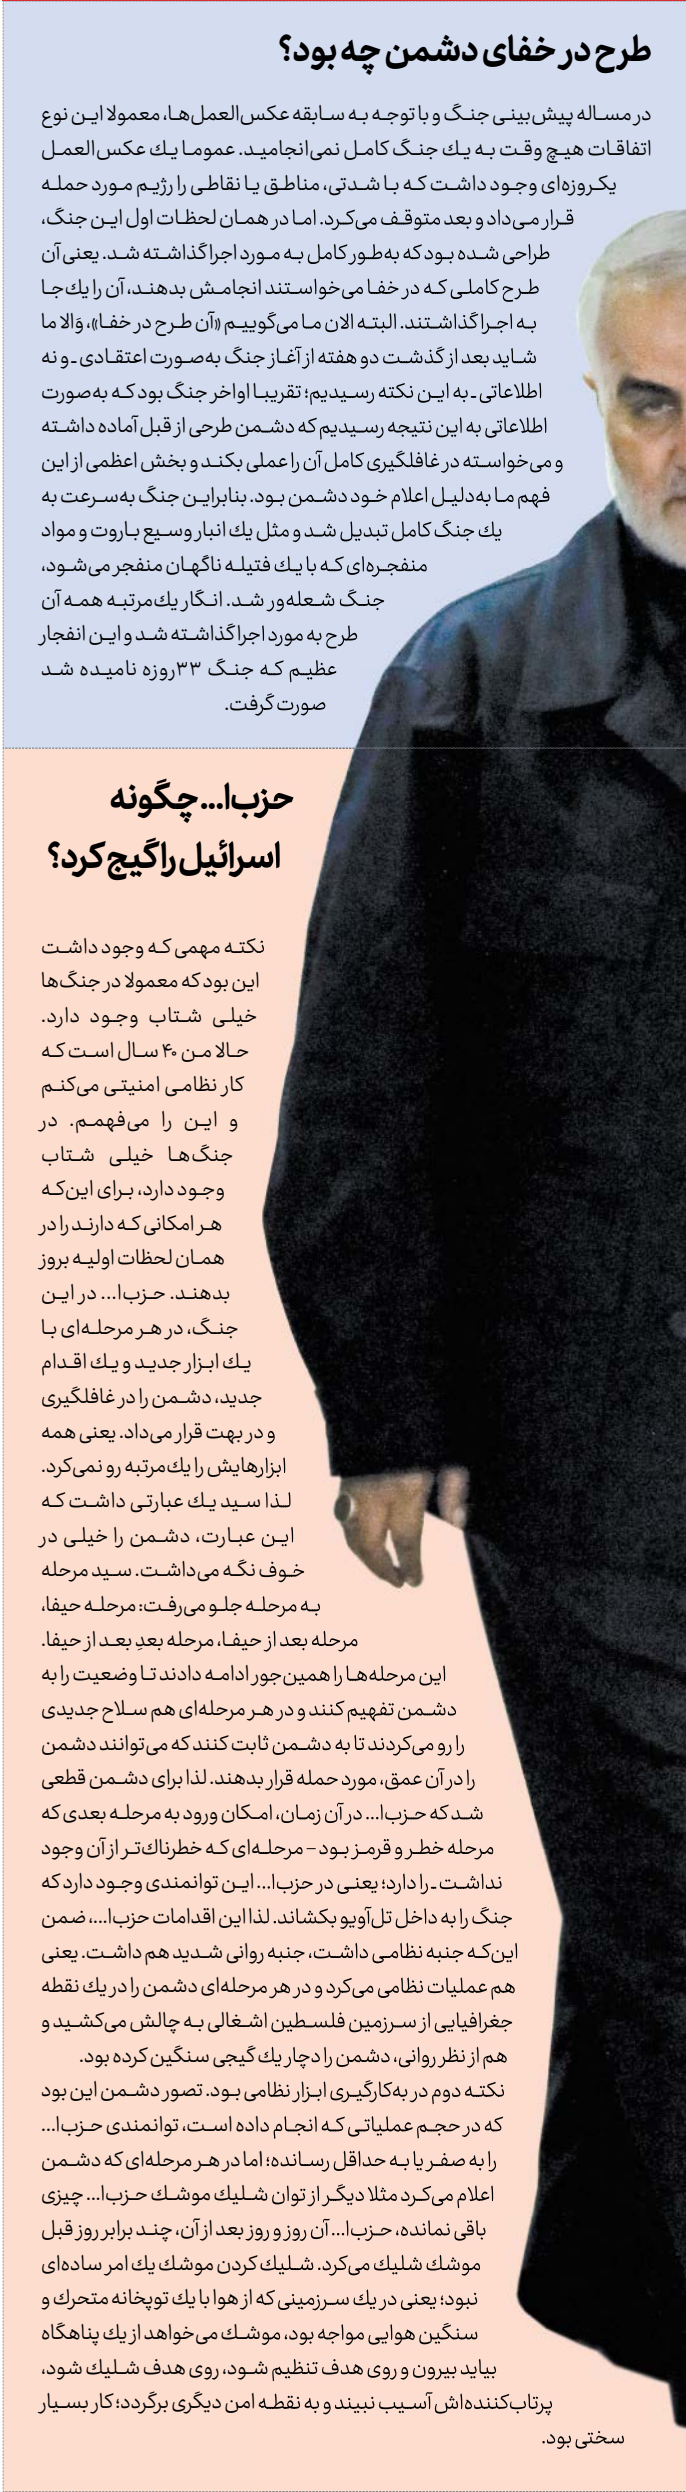 طرح در خفای دشمن چه بود؟
در مساله پیش‌بینی جنگ و با توجه به سابقه عکس‌العمل‌ها، معمولا این نوع
اتفاقات هیچ وقت به یك جنگ کامل نمی‌انجامید. عموما یك عکس‌العمل
یکروزه‌ای وجود داشت که با شدتی، مناطق یا نقاطی را رژیم مورد حمله
قرار می‌داد و بعد متوقف می‌کرد. اما در همان لحظات اول این جنگ،
طراحی شده بود که به‌طور کامل به مورد اجرا گذاشته شد. یعنی آن
طرح کاملی که در خفا می‌خواستند انجامش بدهند، آن را یك‌جا
به اجرا گذاشتند. البته الان ما می‌گوییم «آن طرح در خفا»، وَالا ما
شاید بعد از گذشت دو هفته از آغاز جنگ به‌صورت اعتقادی ـ و نه
اطلاعاتی ـ به این نکته رسیدیم؛ تقریبا اواخر جنگ بود که به‌صورت
اطلاعاتی به این نتیجه رسیدیم که دشمن طرحی از قبل آماده داشته
و می‌خواسته در غافلگیری کامل آن را عملی بکند و بخش اعظمی از این
فهم ما به‌دلیل اعلام خود دشمن بود. بنابراین جنگ به‌سرعت به
یك جنگ کامل تبدیل شد و مثل یك انبار وسیع باروت و مواد
منفجره‌ای که با یك فتیله ناگهان منفجر می‌شود،
جنگ شعله‌ور شد. انگار یك‌مرتبه همه آن
طرح به مورد اجرا گذاشته شد و این انفجار
عظیم که جنگ ۳۳روزه نامیده شد
صورت گرفت.
حزب‌ا... چگونه
اسرائیل را گیج کرد؟
نکته مهمی که وجود داشت
این بود که معمولا در جنگ‌ها
خیلی شتاب وجود دارد.
حالا من ۴۰ سال است که
کار نظامی امنیتی می‌کنم
و این را می‌فهمم. در
جنگ‌ها خیلی شتاب
وجود دارد، برای این‌که
هر امکانی که دارند را در
همان لحظات اولیه بروز
بدهند. حزب‌ا... در این
جنگ، در هر مرحله‌ای با
یك ابزار جدید و یك اقدام
جدید، دشمن را در غافلگیری
و در بهت قرار می‌داد. یعنی همه
ابزارهایش را یك‌مرتبه رو نمی‌کرد.
لذا سید یك عبارتی داشت که
این عبارت، دشمن را خیلی در
خوف نگه می‌داشت. سید مرحله
به مرحله جلو می‌رفت: مرحله حیفا،
مرحله بعد از حیفا، مرحله بعدِ بعد از حیفا.
این مرحله‌ها را همین‌جور ادامه دادند تا وضعیت را به
دشمن تفهیم کنند و در هر مرحله‌ای هم سلاح جدیدی
را رو می‌کردند تا به دشمن ثابت کنند که می‌توانند دشمن
را در آن عمق، مورد حمله قرار بدهند. لذا برای دشمن قطعی
شد که حزب‌ا... در آن زمان، امکان ورود به مرحله بعدی که
مرحله خطر و قرمز بود – مرحله‌ای که خطرناك‌تر از آن وجود
نداشت ـ را دارد؛ یعنی در حزب‌ا... این توانمندی وجود دارد که
جنگ را به داخل تل‌آویو بکشاند. لذا این اقدامات حزب‌ا...، ضمن
این‌که جنبه نظامی داشت، جنبه روانی شدید هم داشت. یعنی
هم عملیات نظامی می‌کرد و در هر مرحله‌ای دشمن را در یك نقطه
جغرافیایی از سرزمین فلسطین اشغالی به چالش می‌کشید و
هم از نظر روانی، دشمن را دچار یك گیجی سنگین کرده بود.
نکته دوم در به‌کارگیری ابزار نظامی بود. تصور دشمن این بود
که در حجم عملیاتی که انجام داده است، توانمندی حزب‌ا...
را به صفر یا به حداقل رسانده؛ اما در هر مرحله‌ای که دشمن
اعلام می‌کرد مثلا دیگر از توان شلیك موشك حزب‌ا... چیزی
باقی نمانده، حزب‌ا... آن روز و روز بعد از آن، چند برابر روز قبل
موشك شلیك می‌کرد. شلیك کردن موشك یك امر ساده‌ای
نبود؛ یعنی در یك سرزمینی که از هوا با یك توپخانه متحرك و
سنگین هوایی مواجه بود، موشك می‌خواهد از یك پناهگاه
بیاید بیرون و روی هدف تنظیم شود، روی هدف شلیك شود،
پرتاب‌کننده‌اش آسیب نبیند و به نقطه امن دیگری برگردد؛ کار بسیار
سختی بود.